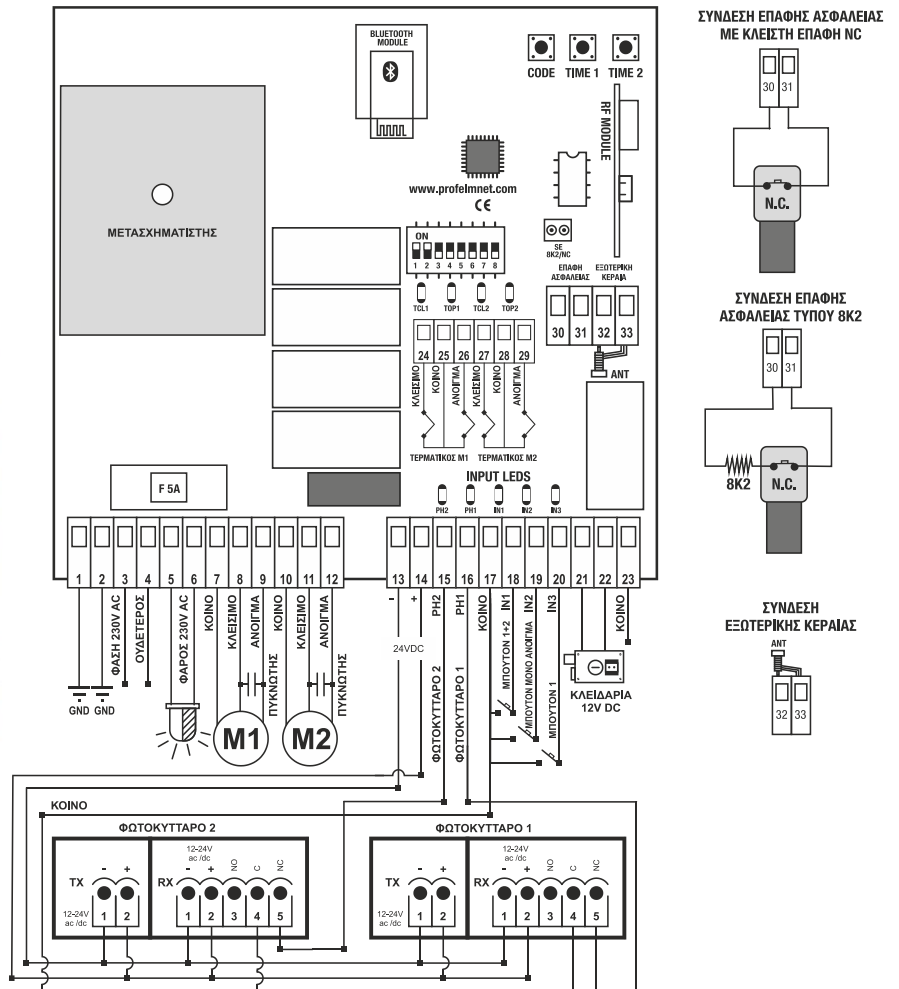 BLUETOOTH
MODULE
CODE TIME 1 TIME 2
RF MODULE
www.profelmnet.com
CE
ΜΕΤΑΣΧΗΜΑΤΙΣΤΗΣ
ON
1 2 3 4 5 6 7 8
SE
8K2/NC
TCL1 TOP1 TCL2 TOP2
ΕΠΑΦΗ
ΑΣΦΑΛΕΙΑΣ
ΕΞΩΤΕΡΙΚΗ
ΚΕΡΑΙΑ
30 31 32 33
ANT
24 25 26 27 28 29
ΚΛΕΙΣΙΜΟ
ΚΟΙΝΟ
ΑΝΟΙΓΜΑ
ΚΛΕΙΣΙΜΟ
ΚΟΙΝΟ
ΑΝΟΙΓΜΑ
ΤΕΡΜΑΤΙΚΟΣ Μ1 ΤΕΡΜΑΤΙΚΟΣ Μ2
INPUT LEDS
PH2 PH1 IN1 IN2 IN3
F 5A
1 2 3 4 5 6 7 8 9 10 11 12
13 14 15 16 17 18 19 20 21 22 23
ΦΑΣΗ 230V AC
ΟΥΔΕΤΕΡΟΣ
ΦΑΡΟΣ 230V AC
ΚΟΙΝΟ
ΚΛΕΙΣΙΜΟ
ΑΝΟΙΓΜΑ
ΠΥΚΝΩΤΗΣ
ΚΟΙΝΟ
ΚΛΕΙΣΙΜΟ
ΑΝΟΙΓΜΑ
ΠΥΚΝΩΤΗΣ
GND GND
M1 M2
- +
24VDC
PH2
ΦΩΤΟΚΥΤΤΑΡΟ 2
PH1
ΦΩΤΟΚΥΤΤΑΡΟ 1
ΚΟΙΝΟ
IN1
ΜΠΟΥΤΟΝ 1+2
IN2
ΜΠΟΥΤΟΝ ΜΟΝΟ ΑΝΟΙΓΜΑ
IN3
ΜΠΟΥΤΟΝ 1
ΚΟΙΝΟ
ΚΛΕΙΔΑΡΙΑ
12V DC
ΚΟΙΝΟ
ΦΩΤΟΚΥΤΤΑΡΟ 2
12-24V
ac /dc
TX - + RX - + NO C NC
12-24V
ac /dc
1 2 1 2 3 4 5
ΦΩΤΟΚΥΤΤΑΡΟ 1
12-24V
ac /dc
TX - + RX - + NO C NC
12-24V
ac /dc
1 2 1 2 3 4 5
ΣΥΝΔΕΣΗ ΕΠΑΦΗΣ ΑΣΦΑΛΕΙΑΣ
ΜΕ ΚΛΕΙΣΤΗ ΕΠΑΦΗ NC
30 31
N.C.
ΣΥΝΔΕΣΗ ΕΠΑΦΗΣ
ΑΣΦΑΛΕΙΑΣ ΤΥΠΟΥ 8K2
30 31
8K2 N.C.
ΣΥΝΔΕΣΗ
ΕΞΩΤΕΡΙΚΗΣ ΚΕΡΑΙΑΣ
ANT
32 33